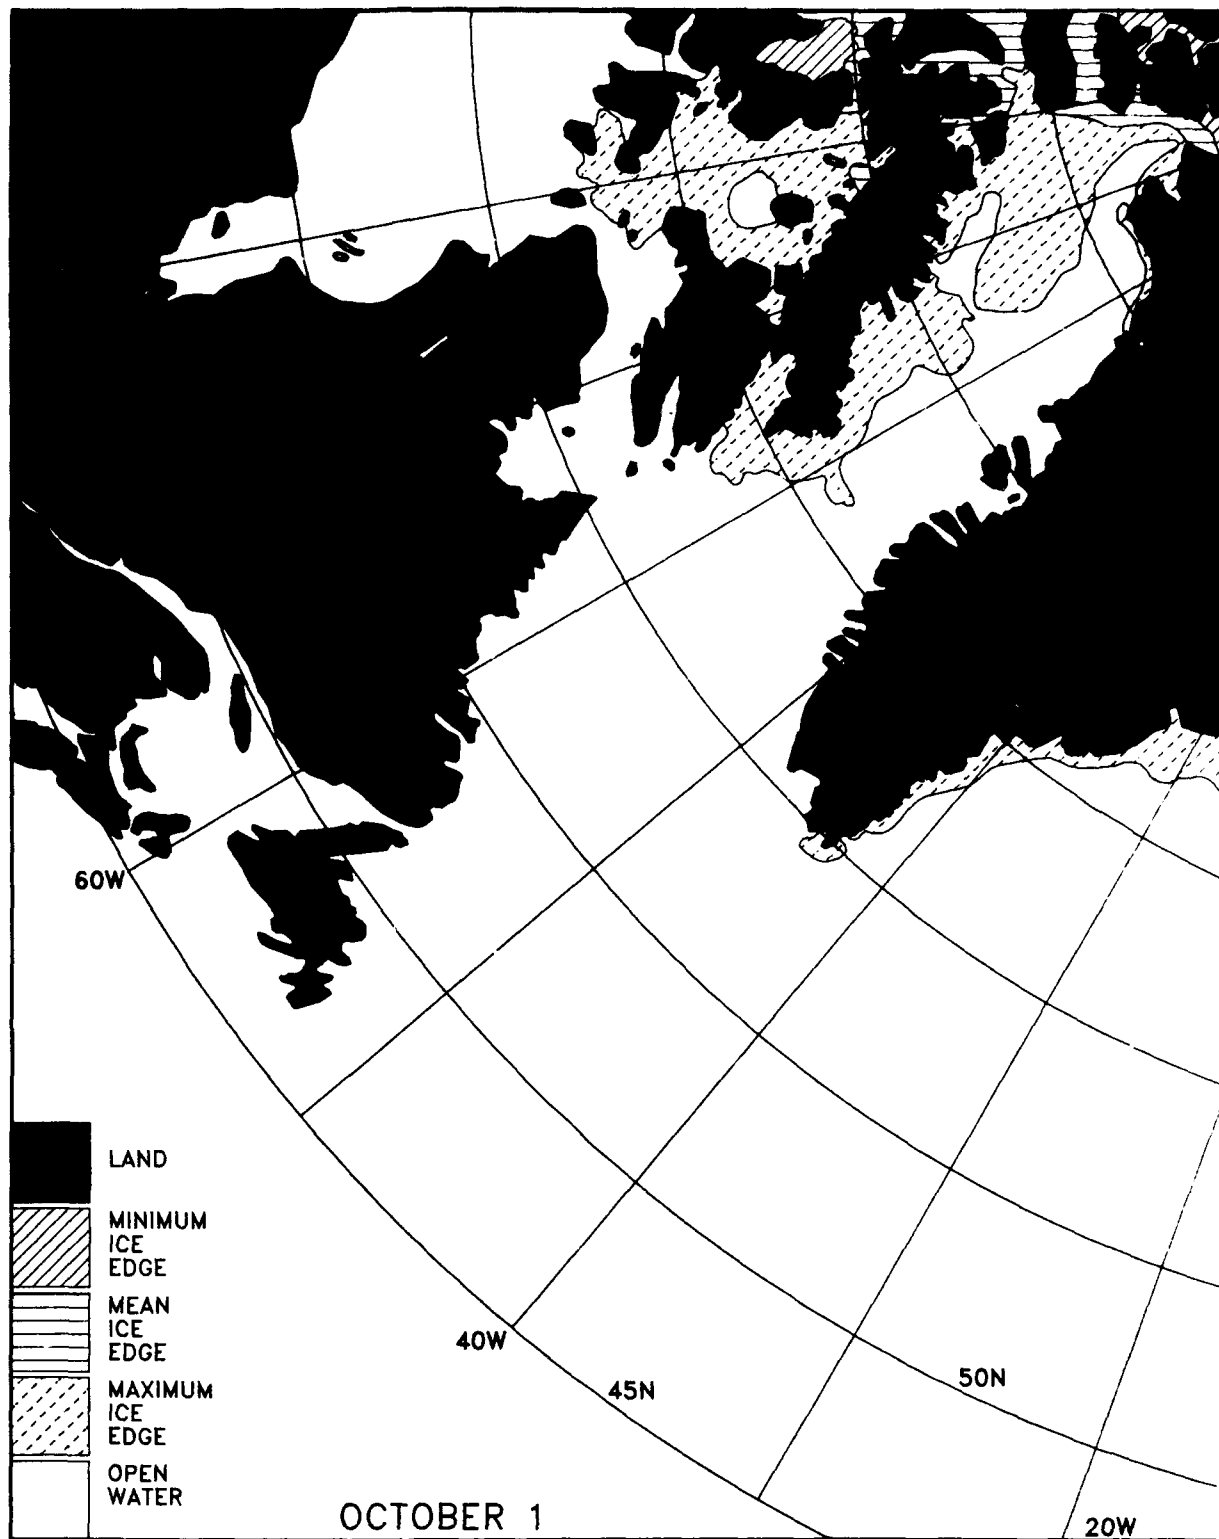 60W
LAND
MINIMUM
ICE
EDGE
MEAN
ICE
EDGE
40W
45N
50N
MAXIMUM
ICE
EDGE
OPEN
WATER
OCTOBER 1
20W